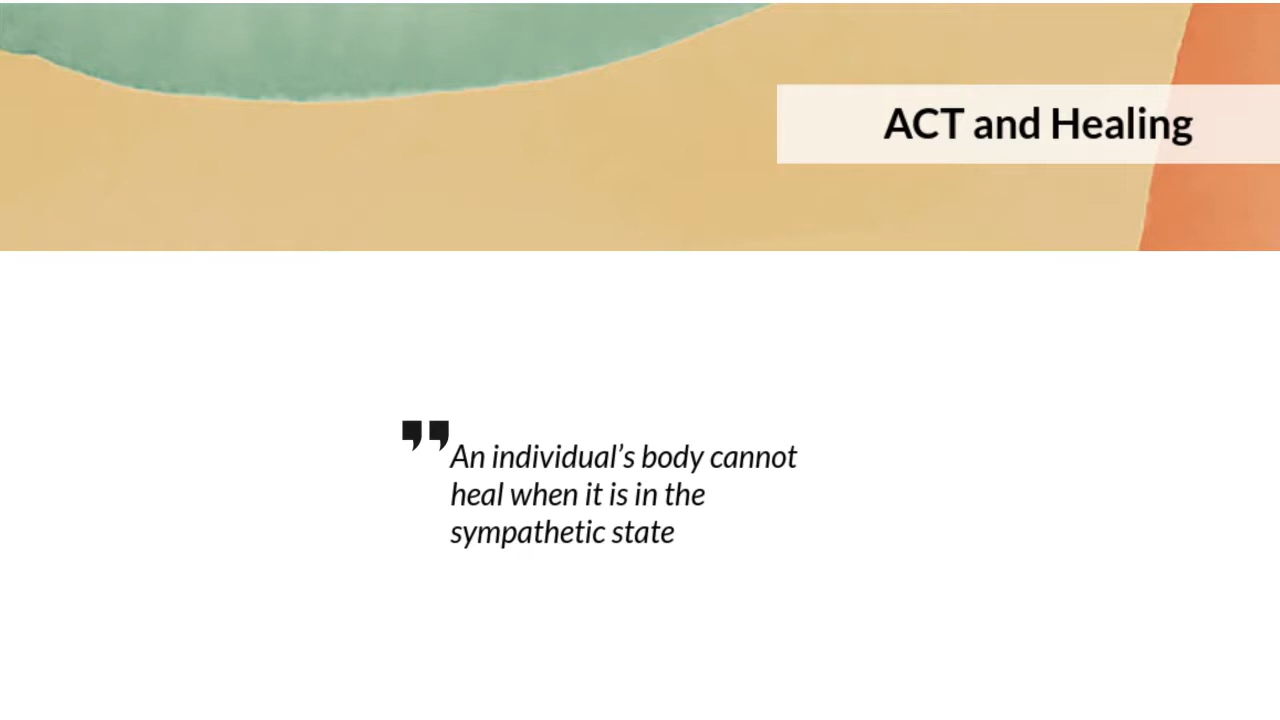 ACT and Healing
”An individual’s body cannot
heal when it is in the
sympathetic state